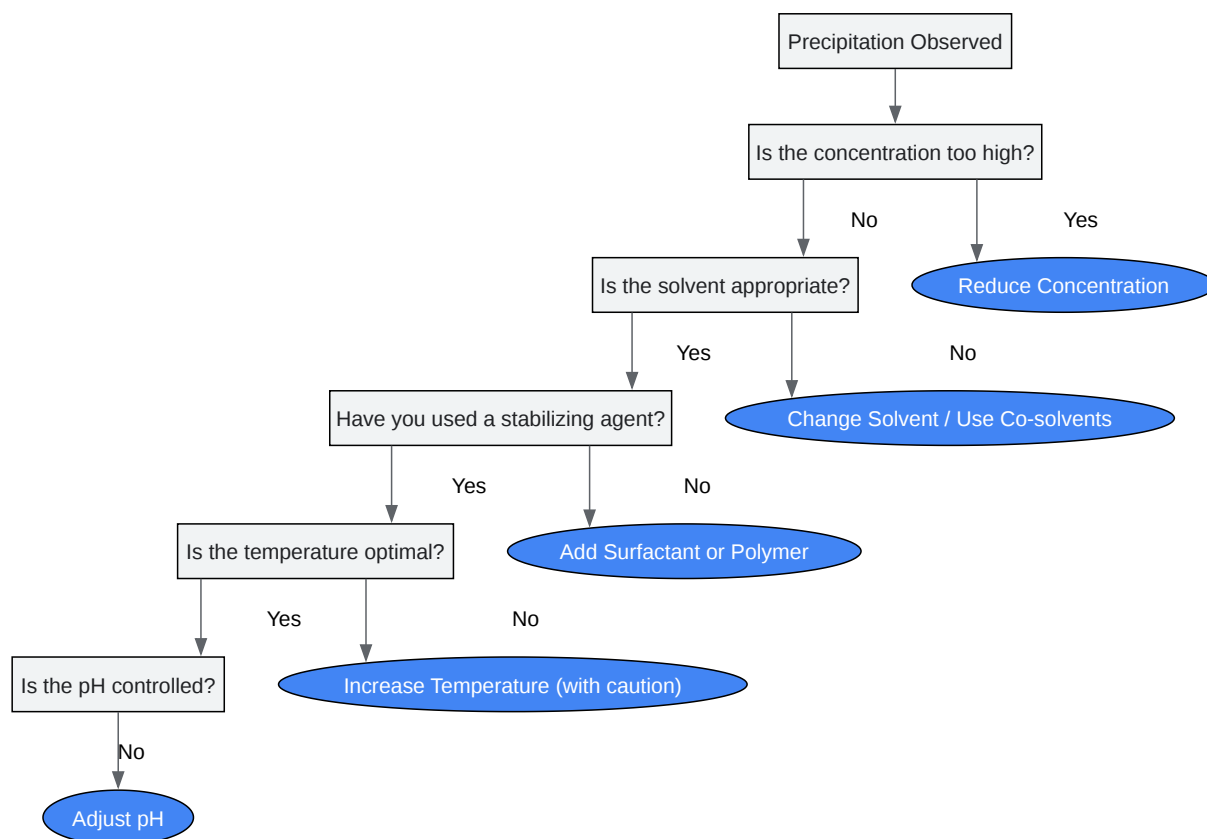 Precipitation Observed
Is the concentration too high?
No
Yes
Is the solvent appropriate?
Reduce Concentration
Yes
No
Have you used a stabilizing agent?
Change Solvent / Use Co-solvents
Yes
No
Is the temperature optimal?
Add Surfactant or Polymer
Yes
No
Is the pH controlled?
Increase Temperature (with caution)
No
Adjust pH